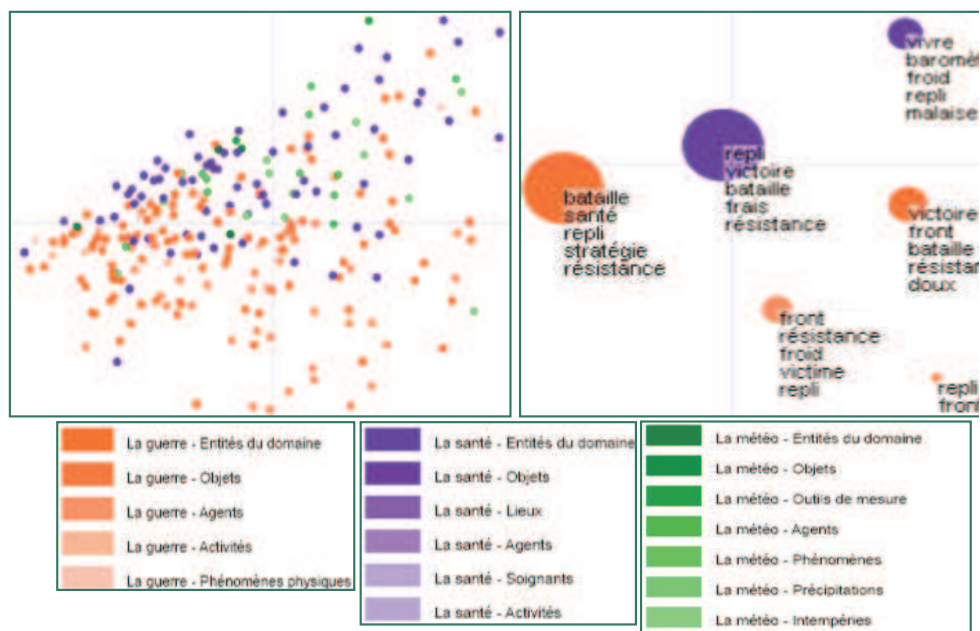 vivre
froid
repli
malaise
repli
victoire
bataille
frais
résistance
bataille
santé
repli
stratégie
résistance
victoire
front
bataille
doux
front
résistance
froid
victime
repli
repli
front
La guerre - Entités du domaine
La guerre - Objets
La guerre - Agents
La guerre - Activités
La guerre - Phénomènes physiques
La santé - Entités du domaine
La santé - Objets
La santé - Lieux
La santé - Agents
La santé - Soignants
La santé - Activités
La météo - Entités du domaine
La météo - Objets
La météo - Outils de mesure
La météo - Agents
La météo - Phénomènes
La météo - Précipitations
La météo - Intempéries